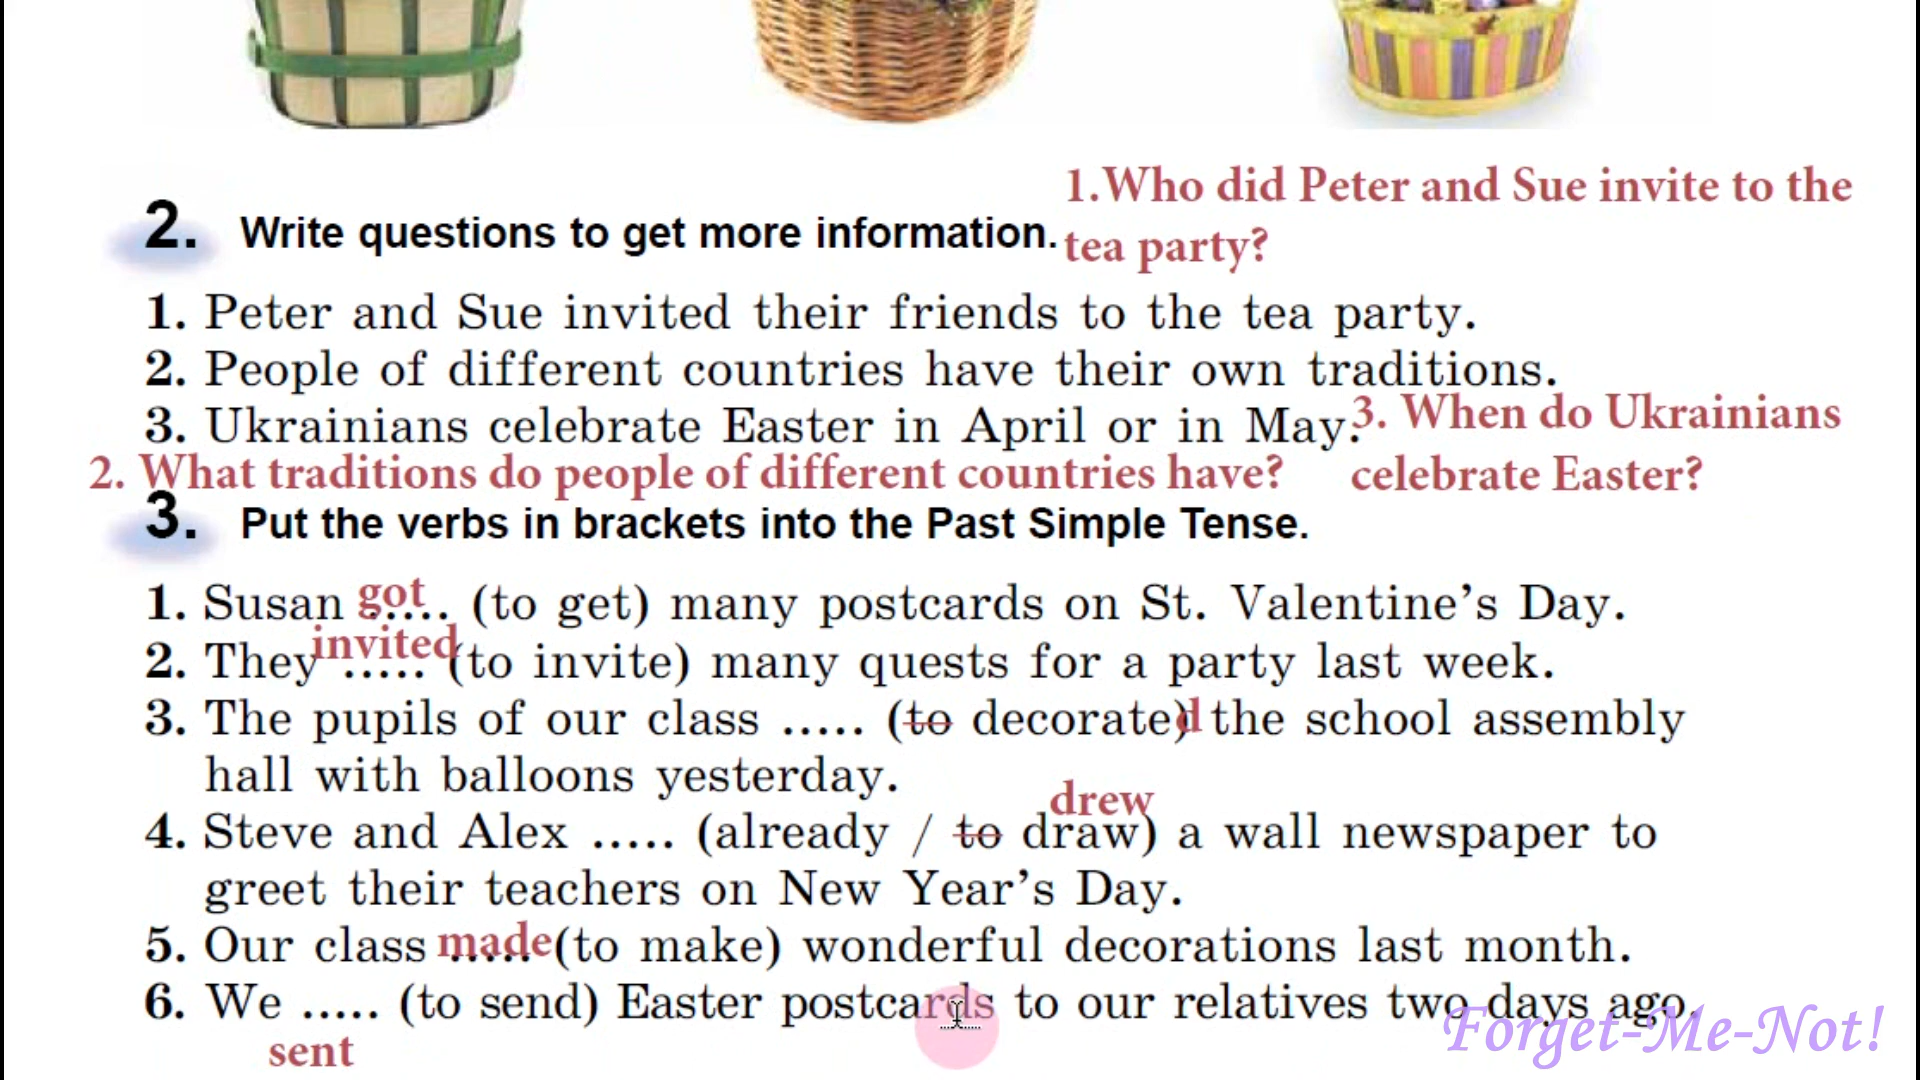 1.Who did Peter and Sue invite to the
2. Write questions to get more information.
tea party?
1. Peter and Sue invited their friends to the tea party.
2. People of different countries have their own traditions.
3. Ukrainians celebrate Easter in April or in May.
3. When do Ukrainians
2. What traditions do people of different countries have?
celebrate Easter?
3. Put the verbs in brackets into the Past Simple Tense.
got
1. Susan ..... (to get) many postcards on St. Valentine’s Day.
invited
2. They ..... (to invite) many quests for a party last week.
3. The pupils of our class ..... (to decorate)d the school assembly
hall with balloons yesterday.
drew
4. Steve and Alex ..... (already / to draw) a wall newspaper to
greet their teachers on New Year’s Day.
made
5. Our class ..... (to make) wonderful decorations last month.
6. We ..... (to send) Easter postcards to our relatives two days ago.
sent
Forget-Me-Not!